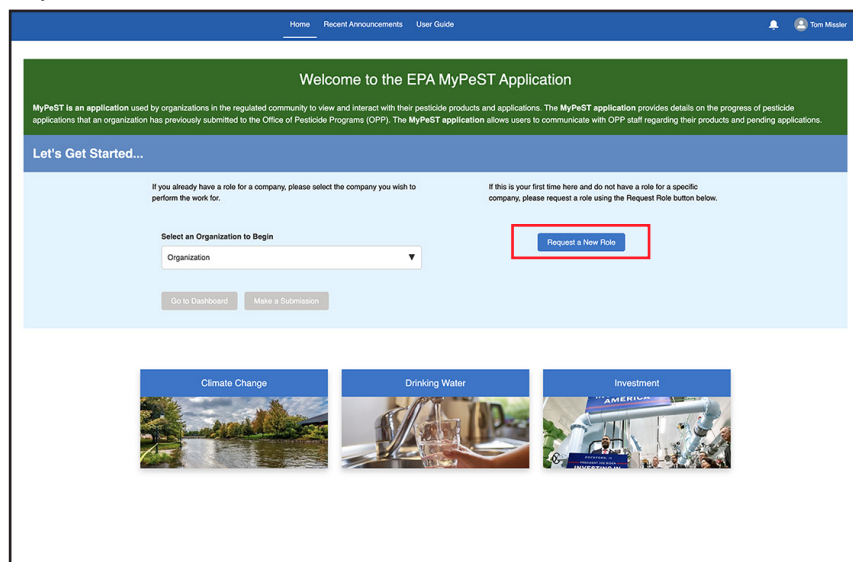 Home Recent Announcements User Guide Tom Missler
Welcome to the EPA MyPeST Application
MyPeST is an application used by organizations in the regulated community to view and interact with their pesticide products and applications. The MyPeST application provides details on the progress of pesticide
applications that an organization has previously submitted to the Office of Pesticide Programs (OPP). The MyPeST application allows users to communicate with OPP staff regarding their products and pending applications.
Let's Get Started...
If you already have a role for a company, please select the company you wish to
perform the work for.
If this is your first time here and do not have a role for a specific
company, please request a role using the Request Role button below.
Select an Organization to Begin
Organization
Request a New Role
Go to Dashboard Make a Submission
Climate Change Drinking Water Investment
AMERICA
INVESTING IN